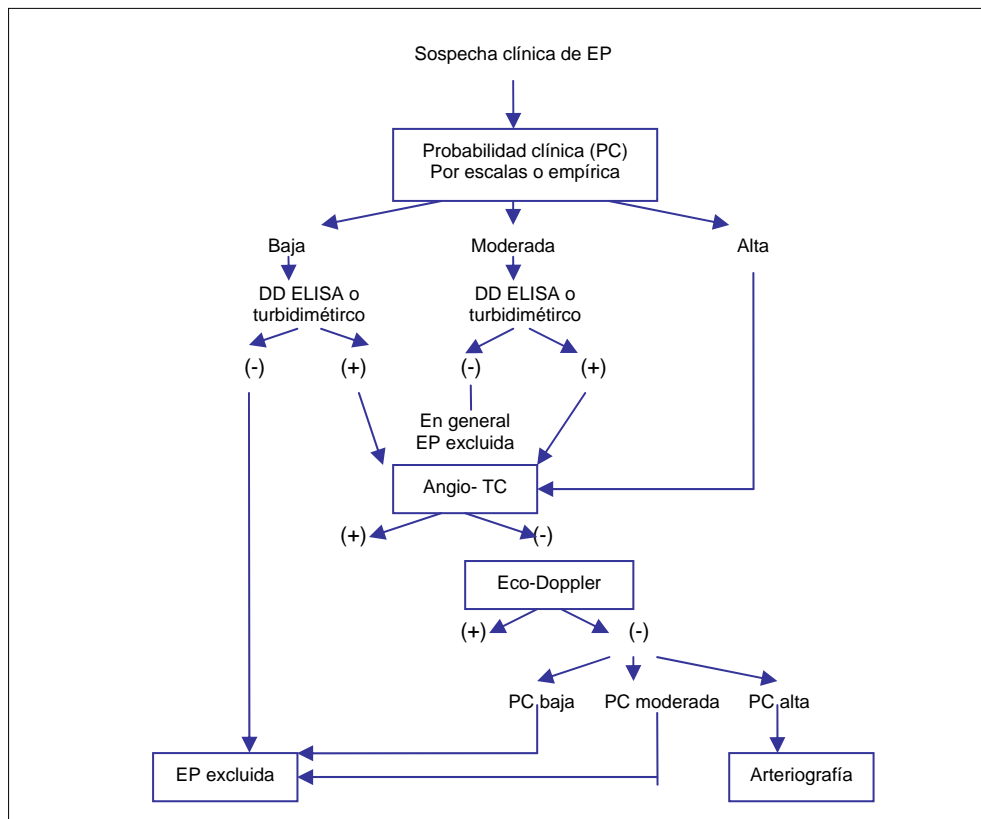 Sospecha clínica de EP
Probabilidad clínica (PC)
Por escalas o empírica
Baja
Moderada
Alta
DD ELISA o
turbidimétirco
DD ELISA o
turbidimétirco
(-)
(+)
(-)
(+)
En general
EP excluida
Angio- TC
(+)
(-)
Eco-Doppler
(+)
(-)
PC baja
PC moderada
PC alta
EP excluida
Arteriografía